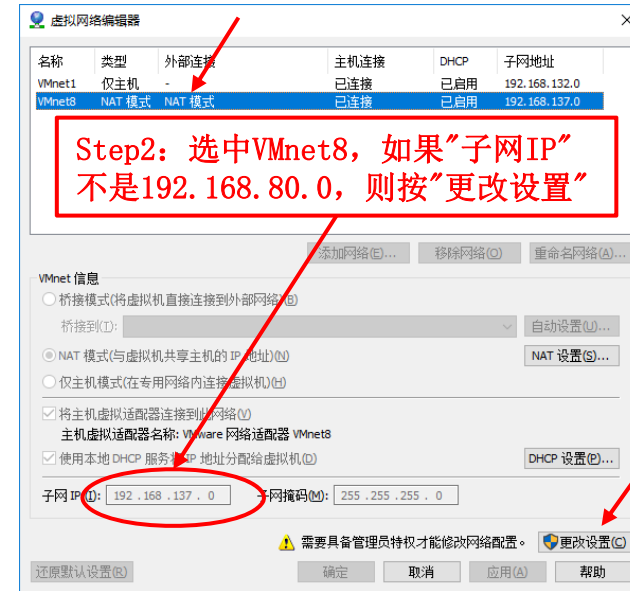 虚拟网络编辑器
名称 类型 外部连接 主机连接 DHCP 子网地址
VMnet1 仅主机 - 已连接 已启用 192.168.132.0
VMnet8 NAT 模式 NAT 模式 已连接 已启用 192.168.137.0
Step2：选中VMnet8，如果"子网IP"
不是192.168.80.0，则按"更改设置"
添加网络(E)... 移除网络(O) 重命名网络(A)...
VMnet 信息
桥接模式(将虚拟机直接连接到外部网络)(B)
桥接到(T): 自动设置(U)...
NAT 模式(与虚拟机共享主机的 IP 地址)(N) NAT 设置(S)...
仅主机模式(在专用网络内连接虚拟机)(H)
将主机虚拟适配器连接到此网络(V)
主机虚拟适配器名称: VMware 网络适配器 VMnet8
使用本地 DHCP 服务将 IP 地址分配给虚拟机(D) DHCP 设置(P)...
子网 IP (I): 192 . 168 . 137 . 0 子网掩码(M): 255 . 255 . 255 . 0
需要具备管理员特权才能修改网络配置。 更改设置(C)
还原默认设置(R) 确定 取消 应用(A) 帮助